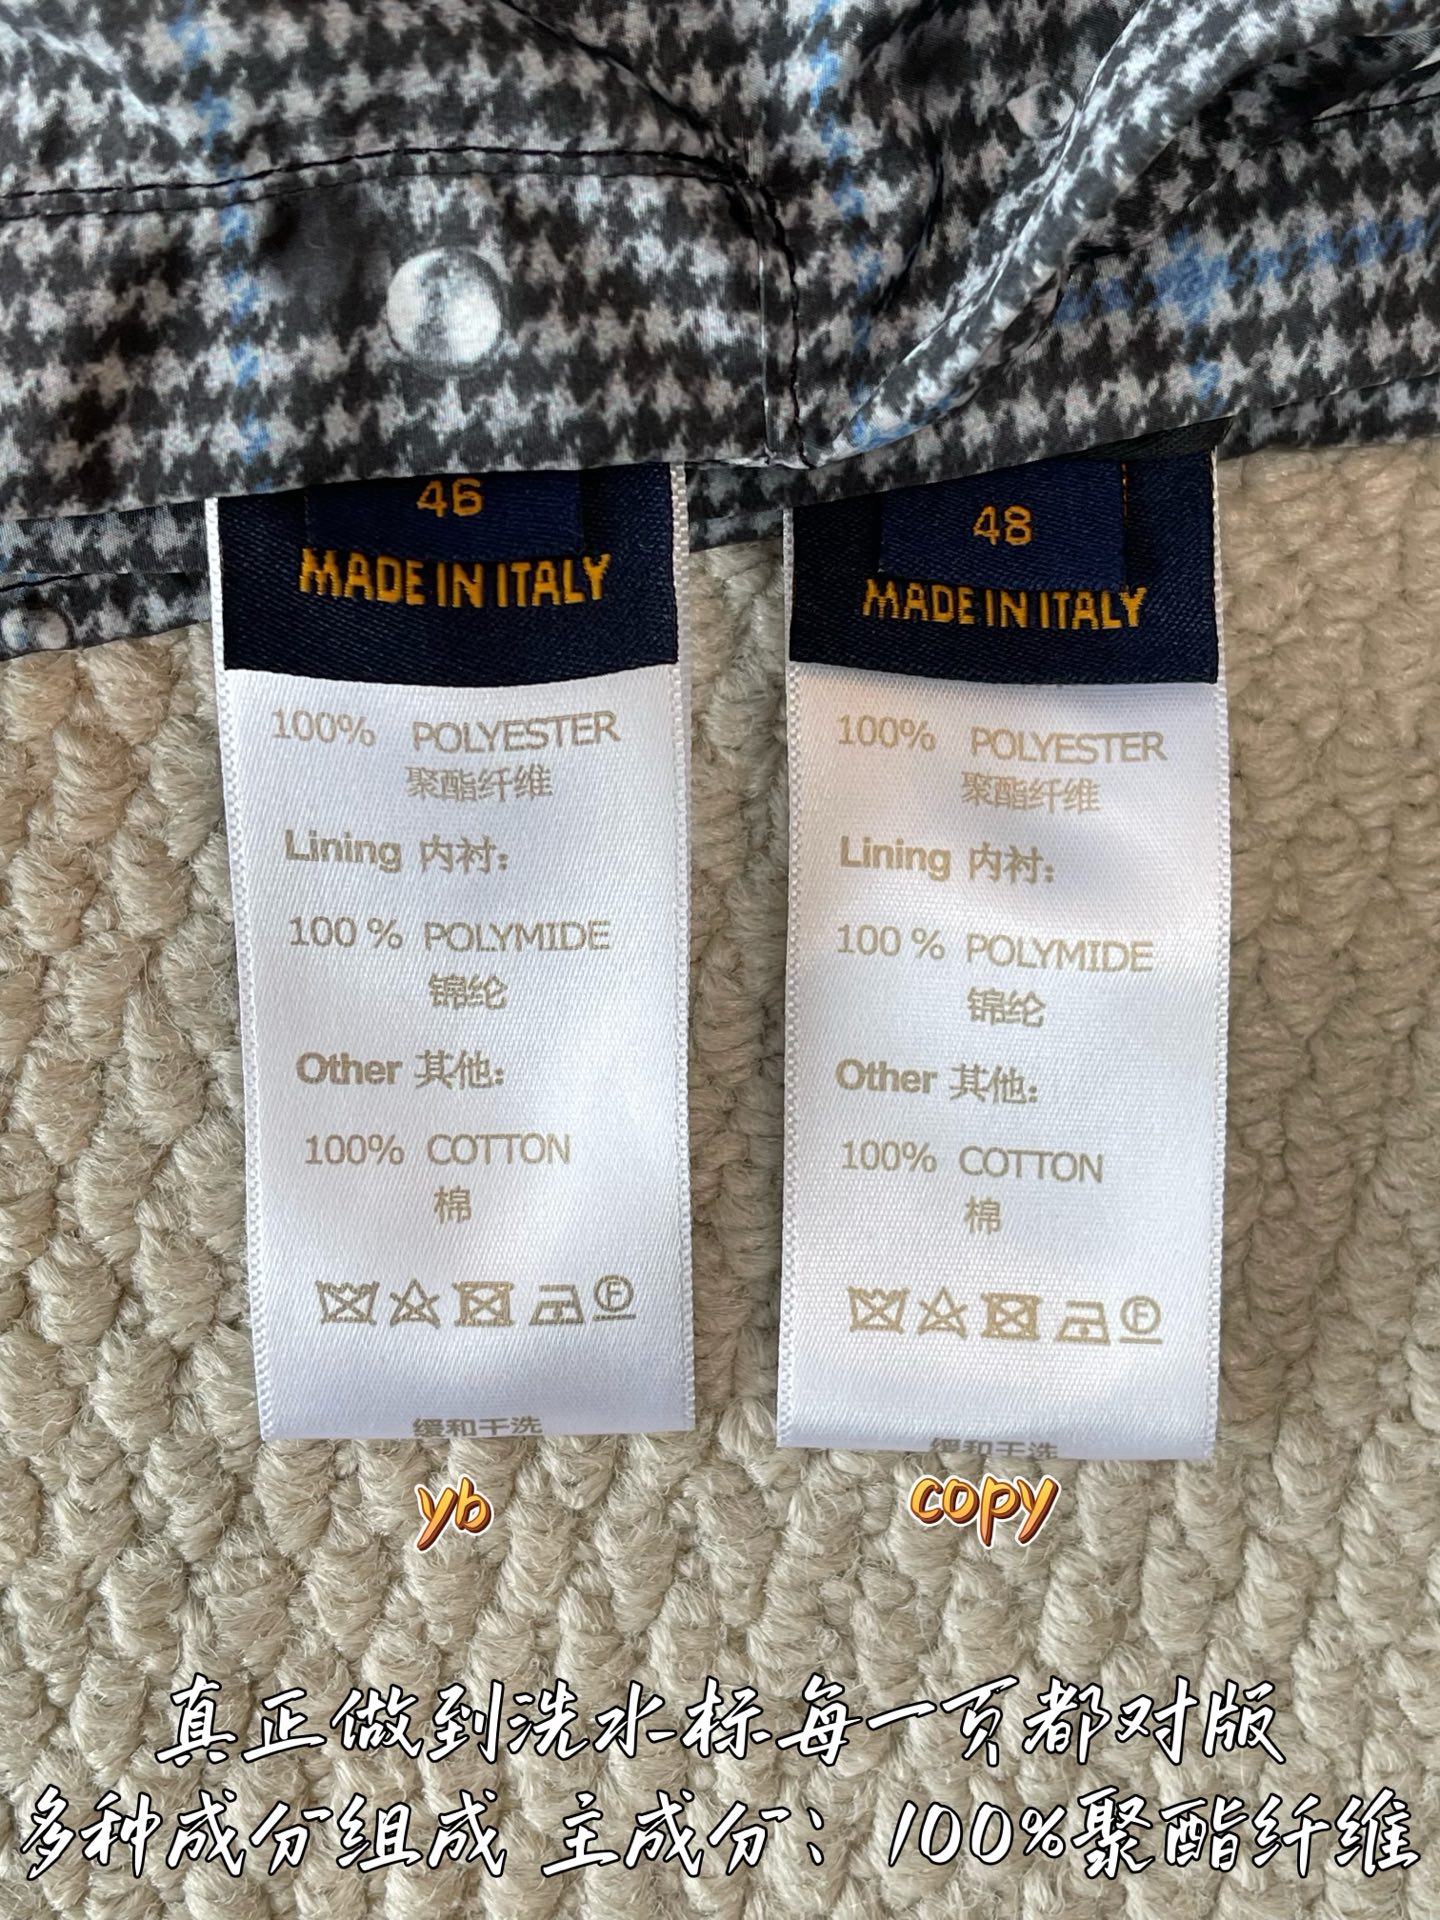 46
MADE IN ITALY
100% POLYESTER
聚酯纤维
Lining 内衬：
100 % POLYMIDE
锦纶
Other 其他：
100% COTTON
棉
F
缓和干洗
yb
48
MADE IN ITALY
100% POLYESTER
聚酯纤维
Lining 内衬：
100 % POLYMIDE
锦纶
Other 其他：
100% COTTON
棉
F
缓和干洗
copy
真正做到洗水标每一页都对版
多种成分组成 主成分：100%聚酯纤维